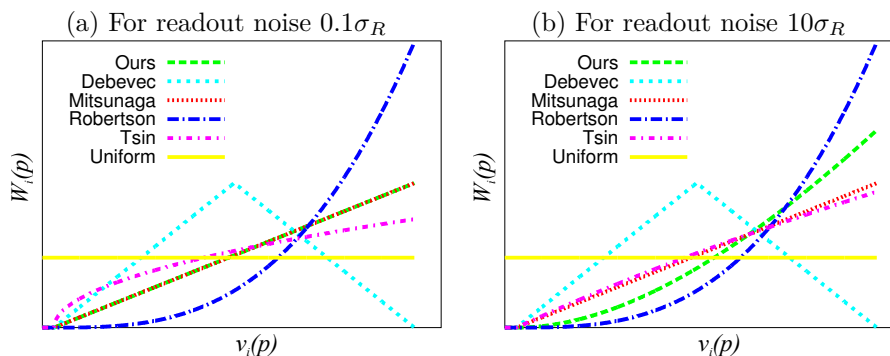 (a) For readout noise 0.1σ_R
Ours
Debevec
Mitsunaga
Robertson
Tsin
Uniform
W_i(p)
v_i(p)
(b) For readout noise 10σ_R
Ours
Debevec
Mitsunaga
Robertson
Tsin
Uniform
W_i(p)
v_i(p)